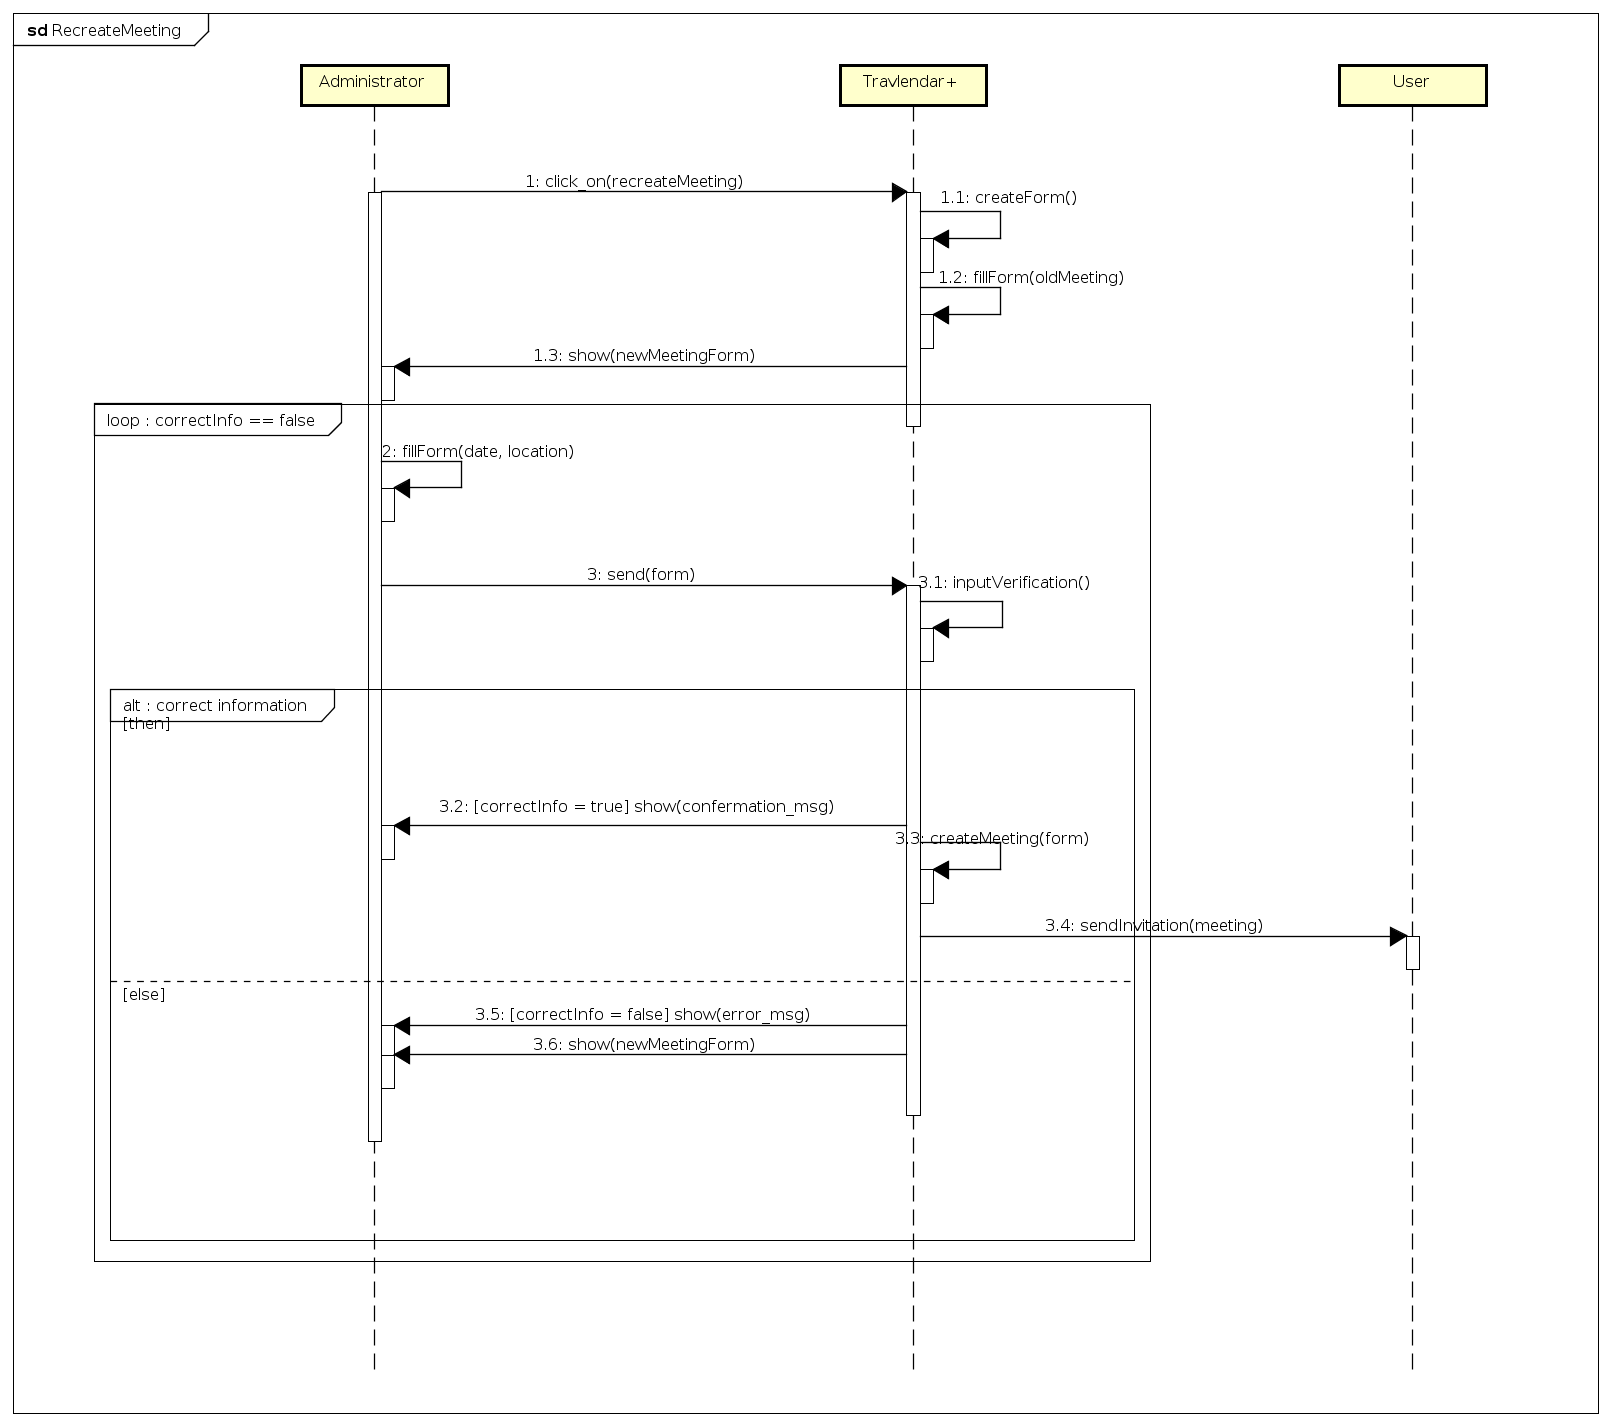 sd RecreateMeeting
Administrator
Travlendar+
User
1: click_on(recreateMeeting)
1.1: createForm()
1.2: fillForm(oldMeeting)
1.3: show(newMeetingForm)
loop : correctInfo == false
2: fillForm(date, location)
3: send(form)
3.1: inputVerification()
alt : correct information
[then]
3.2: [correctInfo = true] show(confermation_msg)
3.3: createMeeting(form)
3.4: sendInvitation(meeting)
[else]
3.5: [correctInfo = false] show(error_msg)
3.6: show(newMeetingForm)